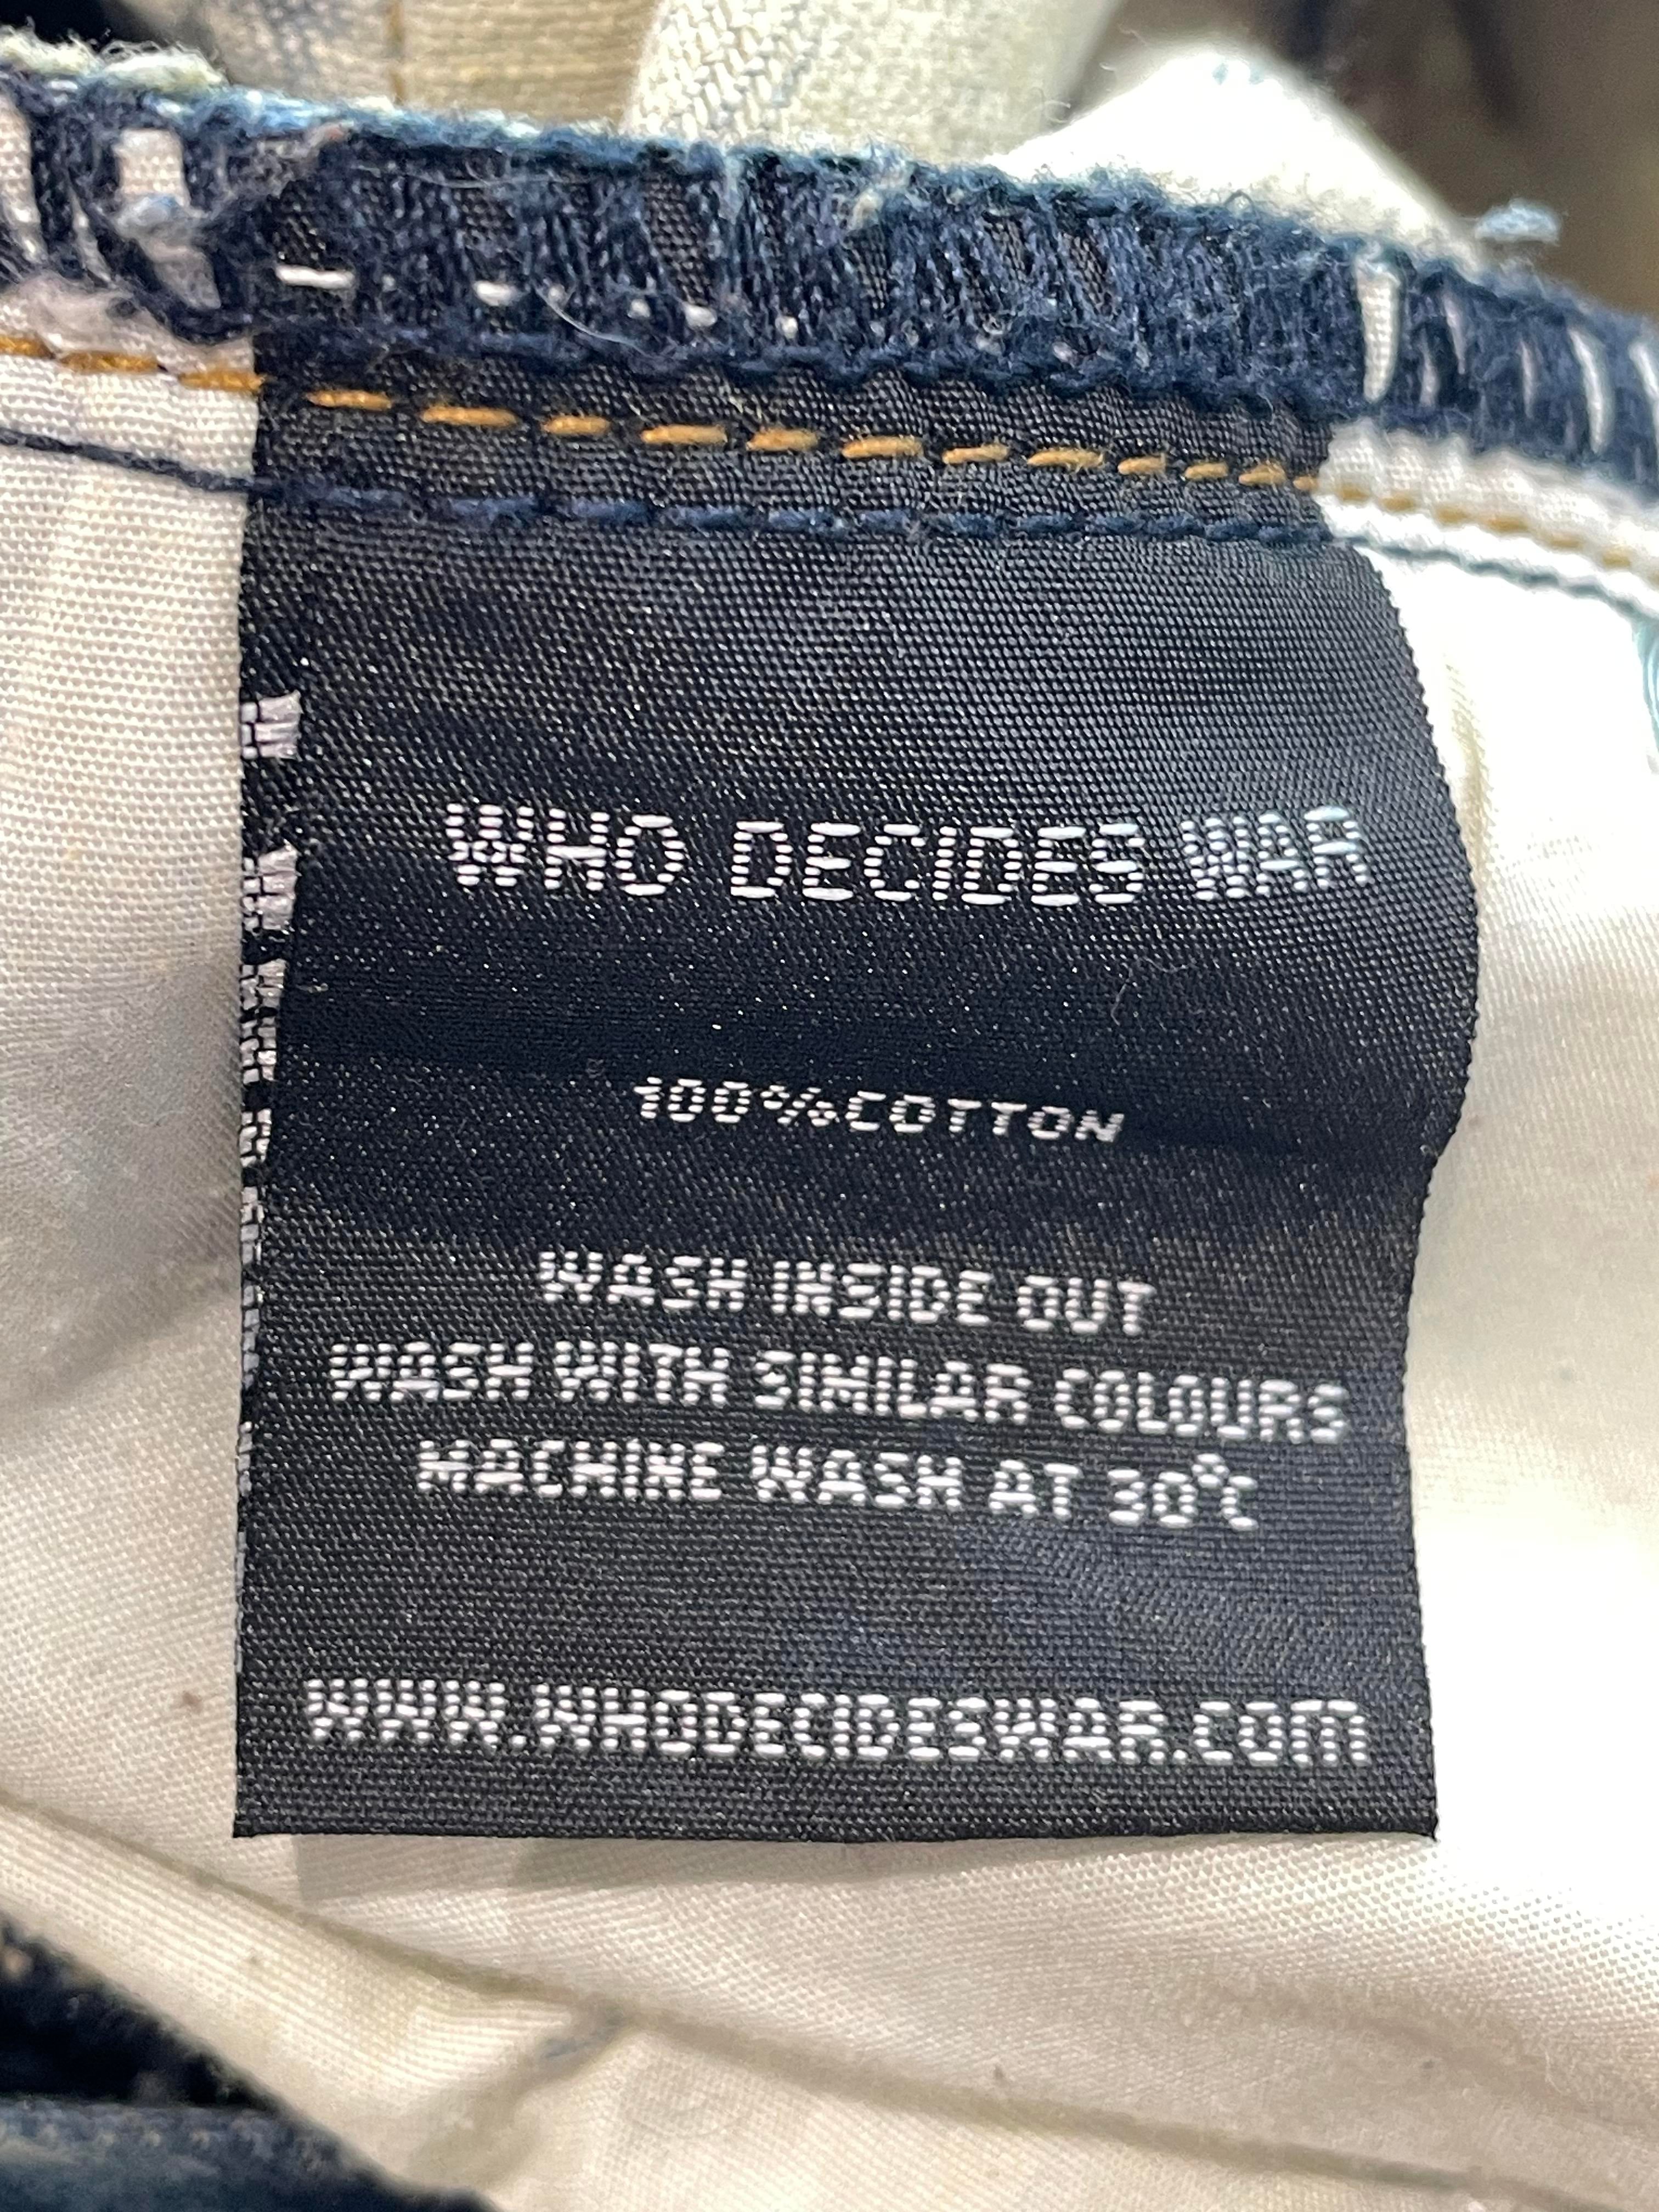 WHO DECIDES WAR
100%COTTON
WASH INSIDE OUT
WASH WITH SIMILAR COLOURS
MACHINE WASH AT 30°C
WWW.WHODECIDESWAR.COM